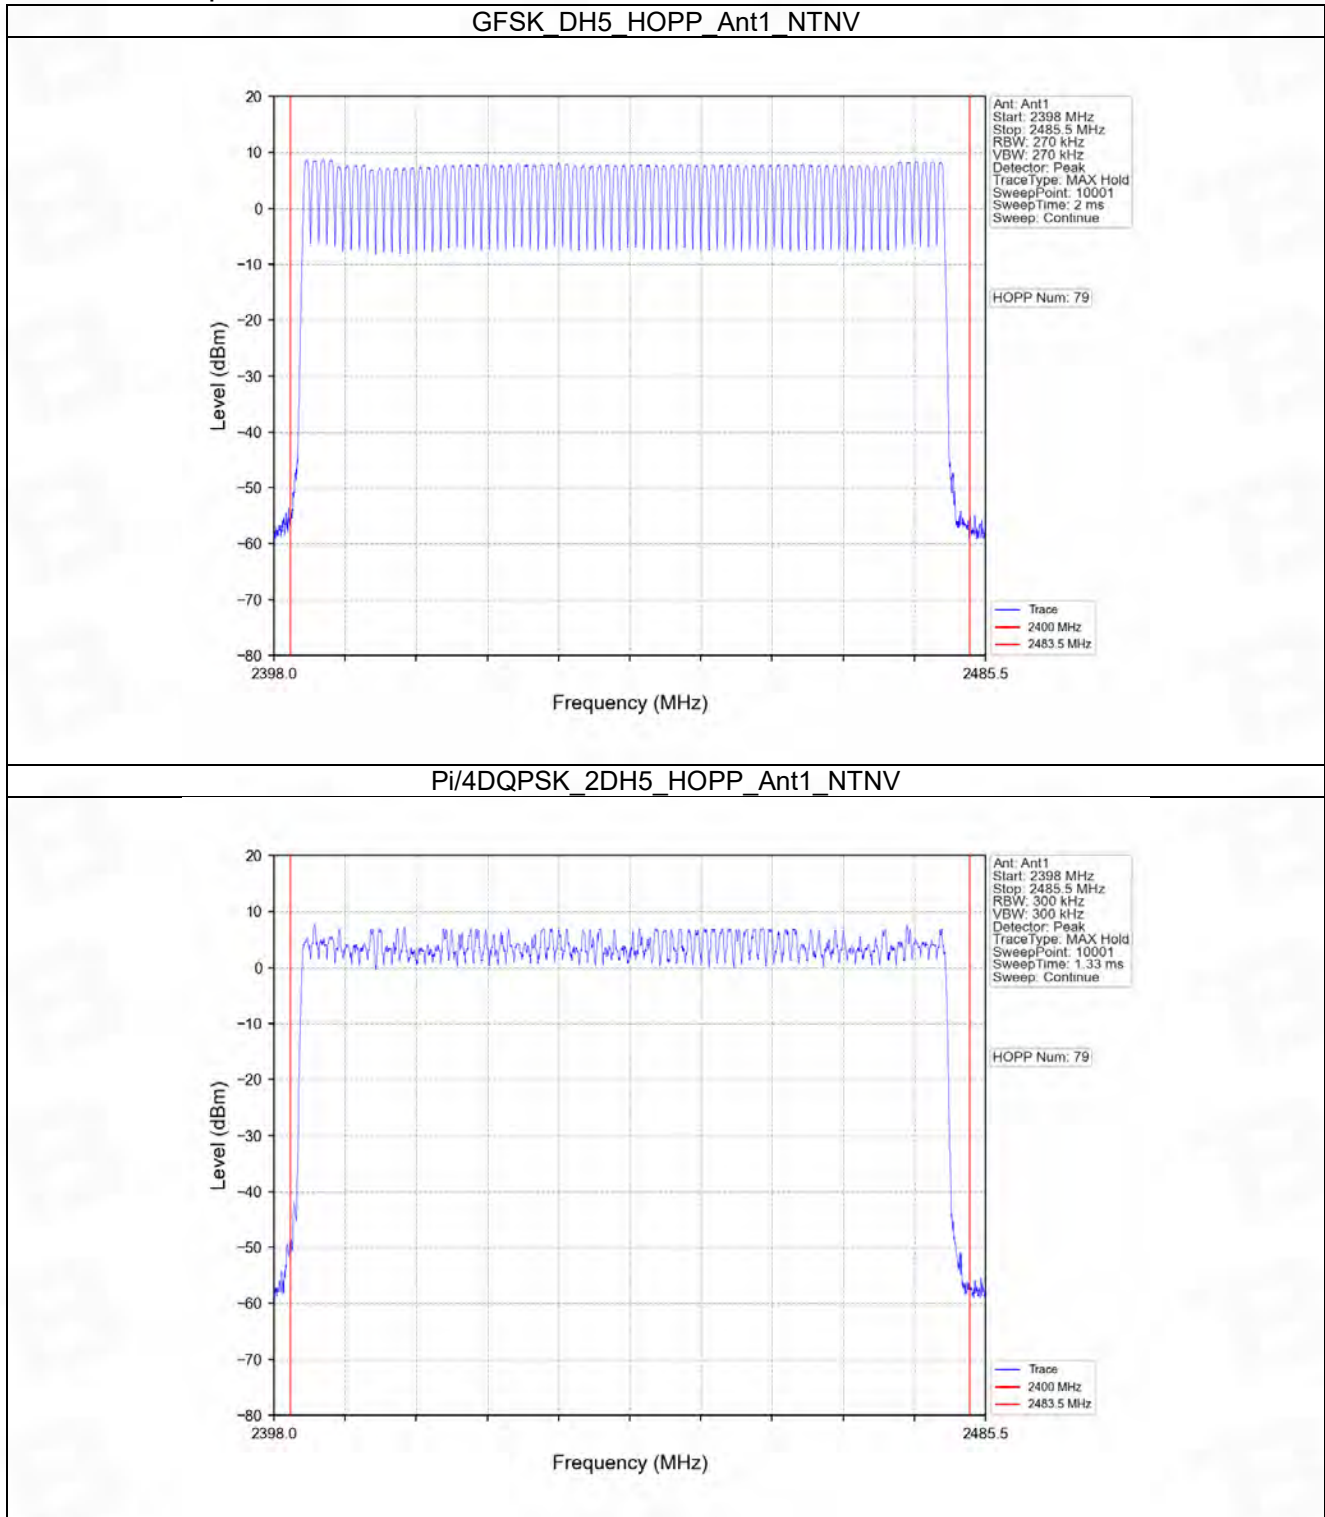 GFSK_DH5_HOPP_Ant1_NTNV
20
10
0
−10
−20
−30
−40
−50
−60
−70
−80
Level (dBm)
2398.0
2485.5
Frequency (MHz)
Ant: Ant1
Start: 2398 MHz
Stop: 2485.5 MHz
RBW: 270 kHz
VBW: 270 kHz
Detector: Peak
TraceType: MAX Hold
SweepPoint: 10001
SweepTime: 2 ms
Sweep: Continue
HOPP Num: 79
Trace
2400 MHz
2483.5 MHz
Pi/4DQPSK_2DH5_HOPP_Ant1_NTNV
20
10
0
−10
−20
−30
−40
−50
−60
−70
−80
Level (dBm)
2398.0
2485.5
Frequency (MHz)
Ant: Ant1
Start: 2398 MHz
Stop: 2485.5 MHz
RBW: 300 kHz
VBW: 300 kHz
Detector: Peak
TraceType: MAX Hold
SweepPoint: 10001
SweepTime: 1.33 ms
Sweep: Continue
HOPP Num: 79
Trace
2400 MHz
2483.5 MHz